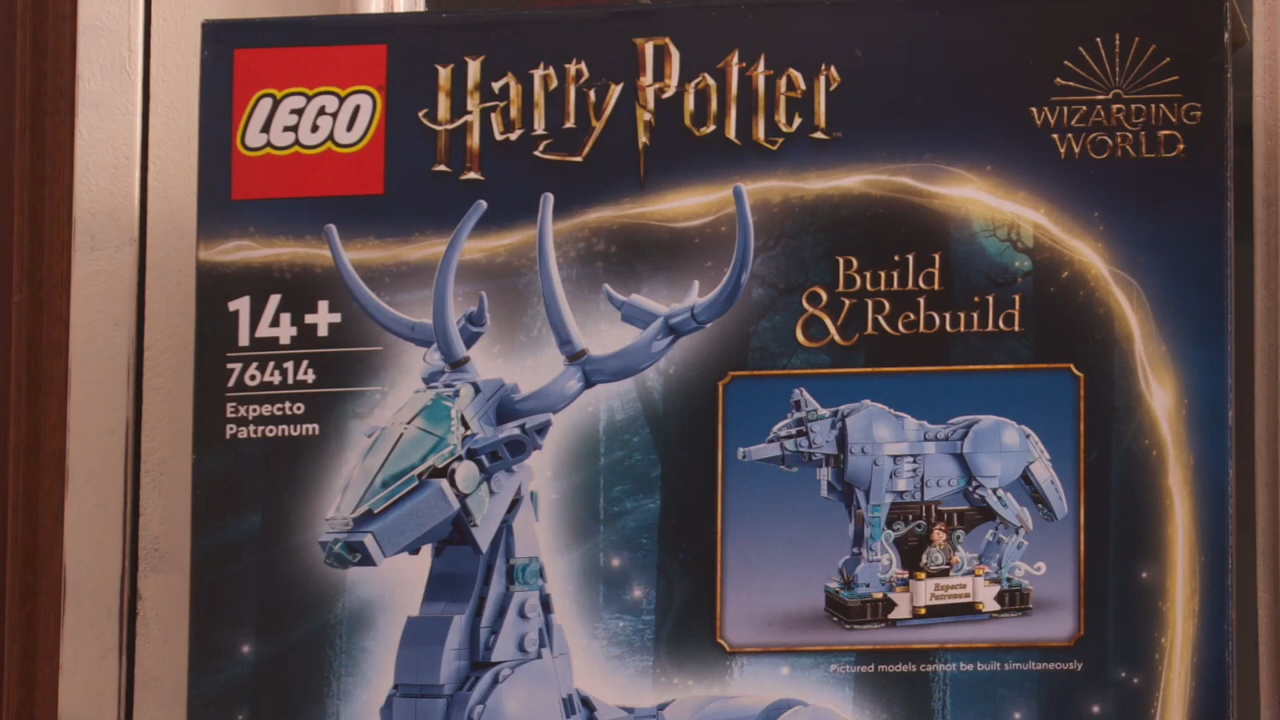 LEGO
Harry Potter
WIZARDING
WORLD
14+
76414
Expecto
Patronum
Build
& Rebuild
Expecto
Patronum
Pictured models cannot be built simultaneously